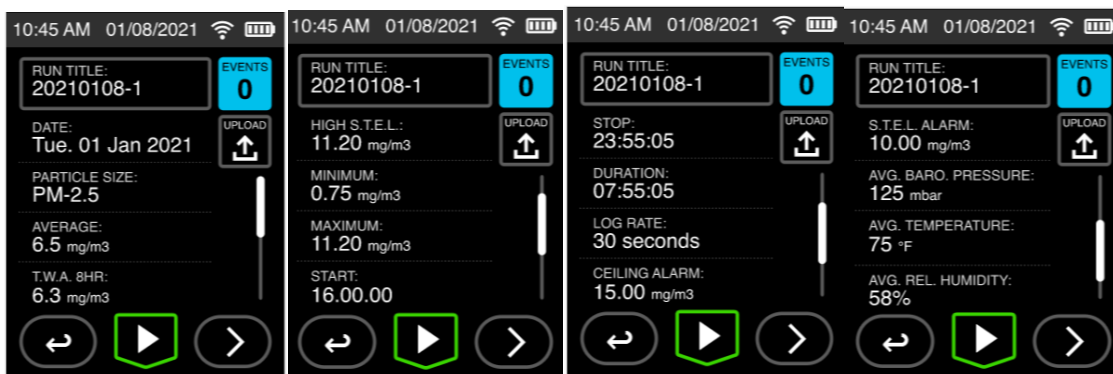 10:45 AM 01/08/2021
RUN TITLE:
20210108-1
EVENTS
0
DATE:
Tue. 01 Jan 2021
UPLOAD
PARTICLE SIZE:
PM-2.5
AVERAGE:
6.5 mg/m3
T.W.A. 8HR:
6.3 mg/m3
10:45 AM 01/08/2021
RUN TITLE:
20210108-1
EVENTS
0
HIGH S.T.E.L.:
11.20 mg/m3
UPLOAD
MINIMUM:
0.75 mg/m3
MAXIMUM:
11.20 mg/m3
START:
16.00.00
10:45 AM 01/08/2021
RUN TITLE:
20210108-1
EVENTS
0
STOP:
23:55:05
UPLOAD
DURATION:
07:55:05
LOG RATE:
30 seconds
CEILING ALARM:
15.00 mg/m3
10:45 AM 01/08/2021
RUN TITLE:
20210108-1
EVENTS
0
S.T.E.L. ALARM:
10.00 mg/m3
UPLOAD
AVG. BARO. PRESSURE:
125 mbar
AVG. TEMPERATURE:
75 °F
AVG. REL. HUMIDITY:
58%